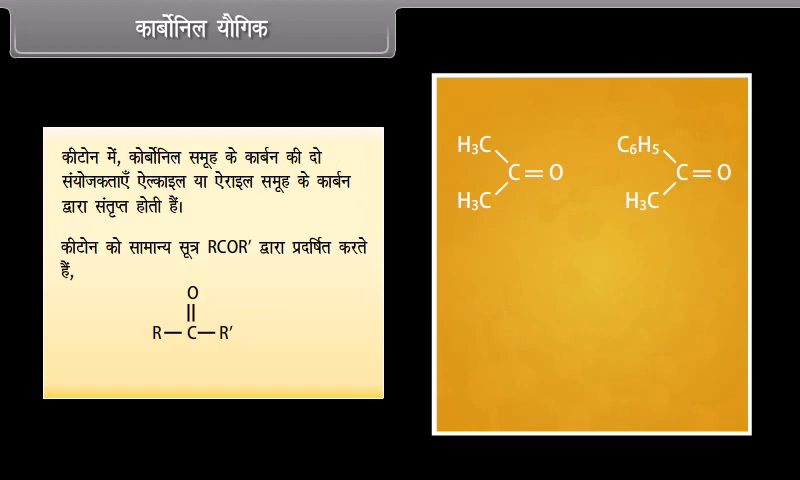 कार्बोनिल यौगिक
कीटोन में, कोर्बोनिल समूह के कार्बन की दो
संयोजकताएँ ऐल्काइल या ऐराइल समूह के कार्बन
द्वारा संतृप्त होती हैं।
कीटोन को सामान्य सूत्र RCOR′ द्वारा प्रदर्षित करते
हैं,
O
||
R—C—R′
H₃C
C=O
H₃C
C₆H₅
C=O
H₃C